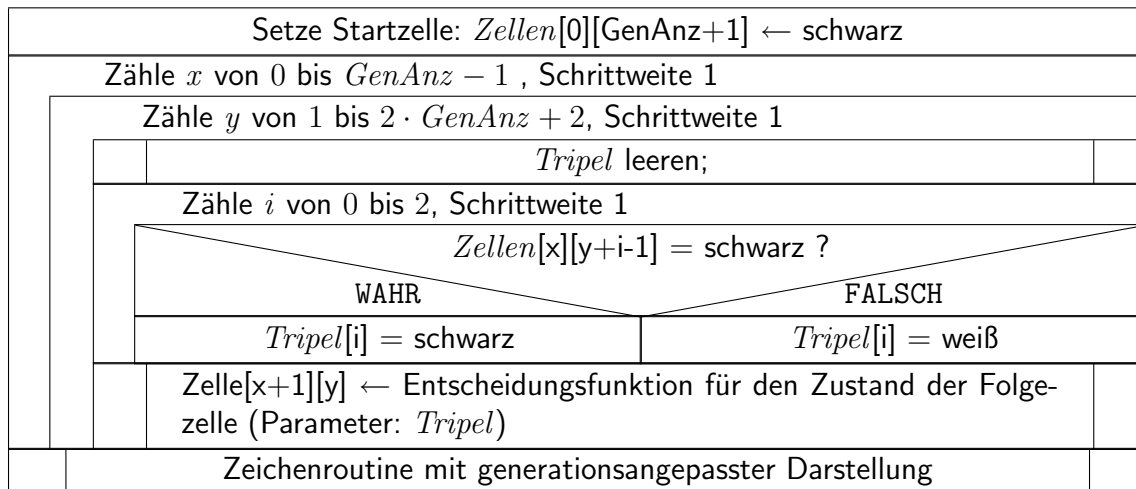 Setze Startzelle: Zellen[0][GenAnz+1] ← schwarz
Zähle x von 0 bis GenAnz − 1 , Schrittweite 1
Zähle y von 1 bis 2 · GenAnz + 2, Schrittweite 1
Tripel leeren;
Zähle i von 0 bis 2, Schrittweite 1
Zellen[x][y+i-1] = schwarz ?
WAHR FALSCH
Tripel[i] = schwarz Tripel[i] = weiß
Zelle[x+1][y] ← Entscheidungsfunktion für den Zustand der Folge-
zelle (Parameter: Tripel)
Zeichenroutine mit generationsangepasster Darstellung